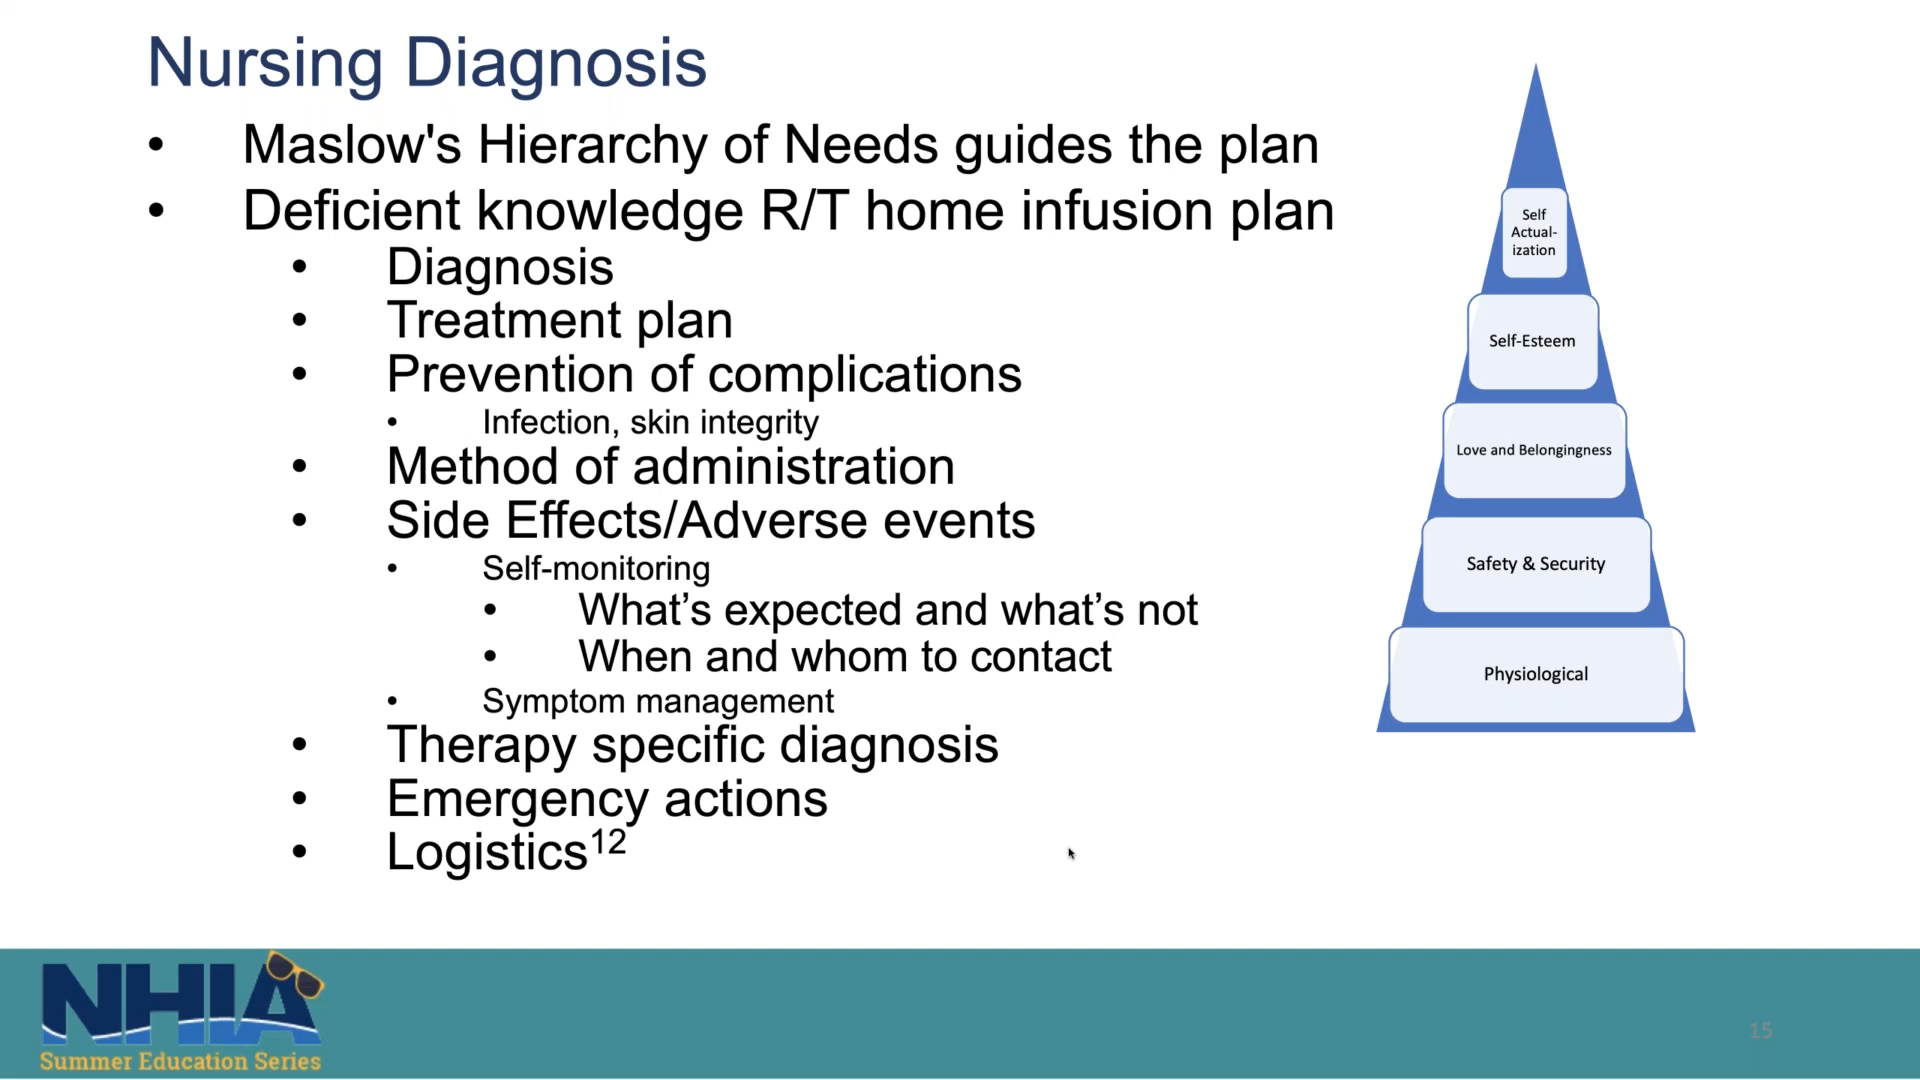 Nursing Diagnosis
• Maslow's Hierarchy of Needs guides the plan
• Deficient knowledge R/T home infusion plan
• Diagnosis
• Treatment plan
• Prevention of complications
• Infection, skin integrity
• Method of administration
• Side Effects/Adverse events
• Self-monitoring
• What’s expected and what’s not
• When and whom to contact
• Symptom management
• Therapy specific diagnosis
• Emergency actions
• Logistics12
Self
Actual-
ization
Self-Esteem
Love and Belongingness
Safety & Security
Physiological
NHIA
Summer Education Series
15